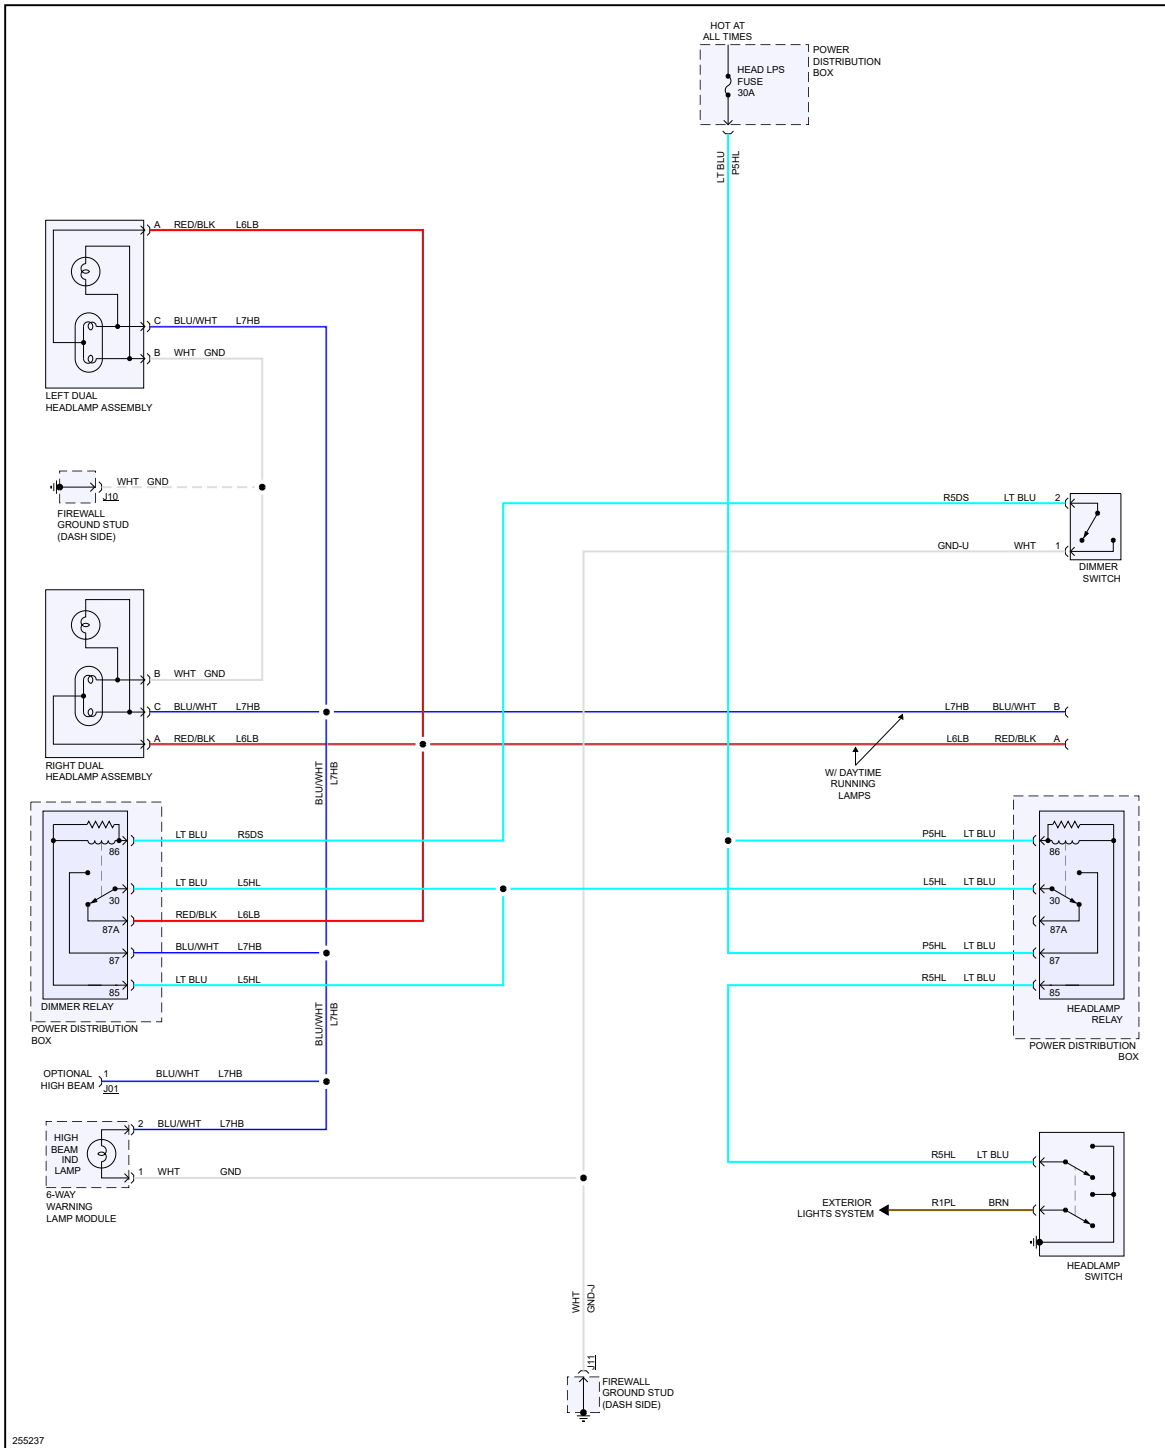 HOT AT
ALL TIMES
POWER
DISTRIBUTION
BOX
HEAD LPS
FUSE
30A
LT BLU
P5HL
A RED/BLK L6LB
C BLU/WHT L7HB
B WHT GND
LEFT DUAL
HEADLAMP ASSEMBLY
WHT GND
J10
FIREWALL
GROUND STUD
(DASH SIDE)
R5DS LT BLU 2
GND-U WHT 1
DIMMER
SWITCH
B WHT GND
C BLU/WHT L7HB
A RED/BLK L6LB
RIGHT DUAL
HEADLAMP ASSEMBLY
L7HB BLU/WHT B
L6LB RED/BLK A
W/ DAYTIME
RUNNING
LAMPS
BLU/WHT
L7HB
86
LT BLU R5DS
30
LT BLU L5HL
87A
RED/BLK L6LB
87
BLU/WHT L7HB
85
LT BLU L5HL
DIMMER RELAY
POWER DISTRIBUTION
BOX
P5HL LT BLU
86
L5HL LT BLU
30
87A
P5HL LT BLU
87
R5HL LT BLU
85
HEADLAMP
RELAY
POWER DISTRIBUTION
BOX
BLU/WHT
L7HB
OPTIONAL
HIGH BEAM
1 BLU/WHT L7HB
J01
HIGH
BEAM
IND
LAMP
2 BLU/WHT L7HB
1 WHT GND
6-WAY
WARNING
LAMP MODULE
R5HL LT BLU
EXTERIOR
LIGHTS SYSTEM
R1PL BRN
HEADLAMP
SWITCH
WHT
GND-J
J11
FIREWALL
GROUND STUD
(DASH SIDE)
255237